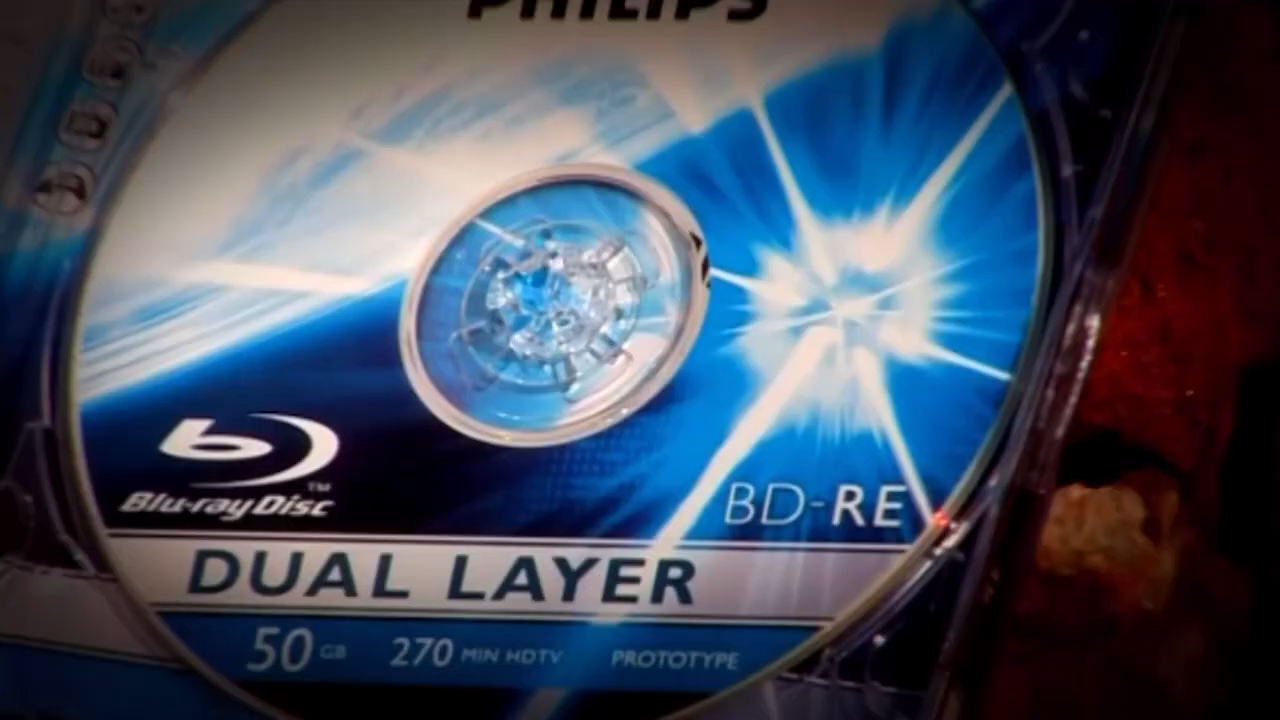 PHILIPS
Blu-ray Disc
TM
BD-RE
DUAL LAYER
50 GB 270 MIN HDTV PROTOTYPE